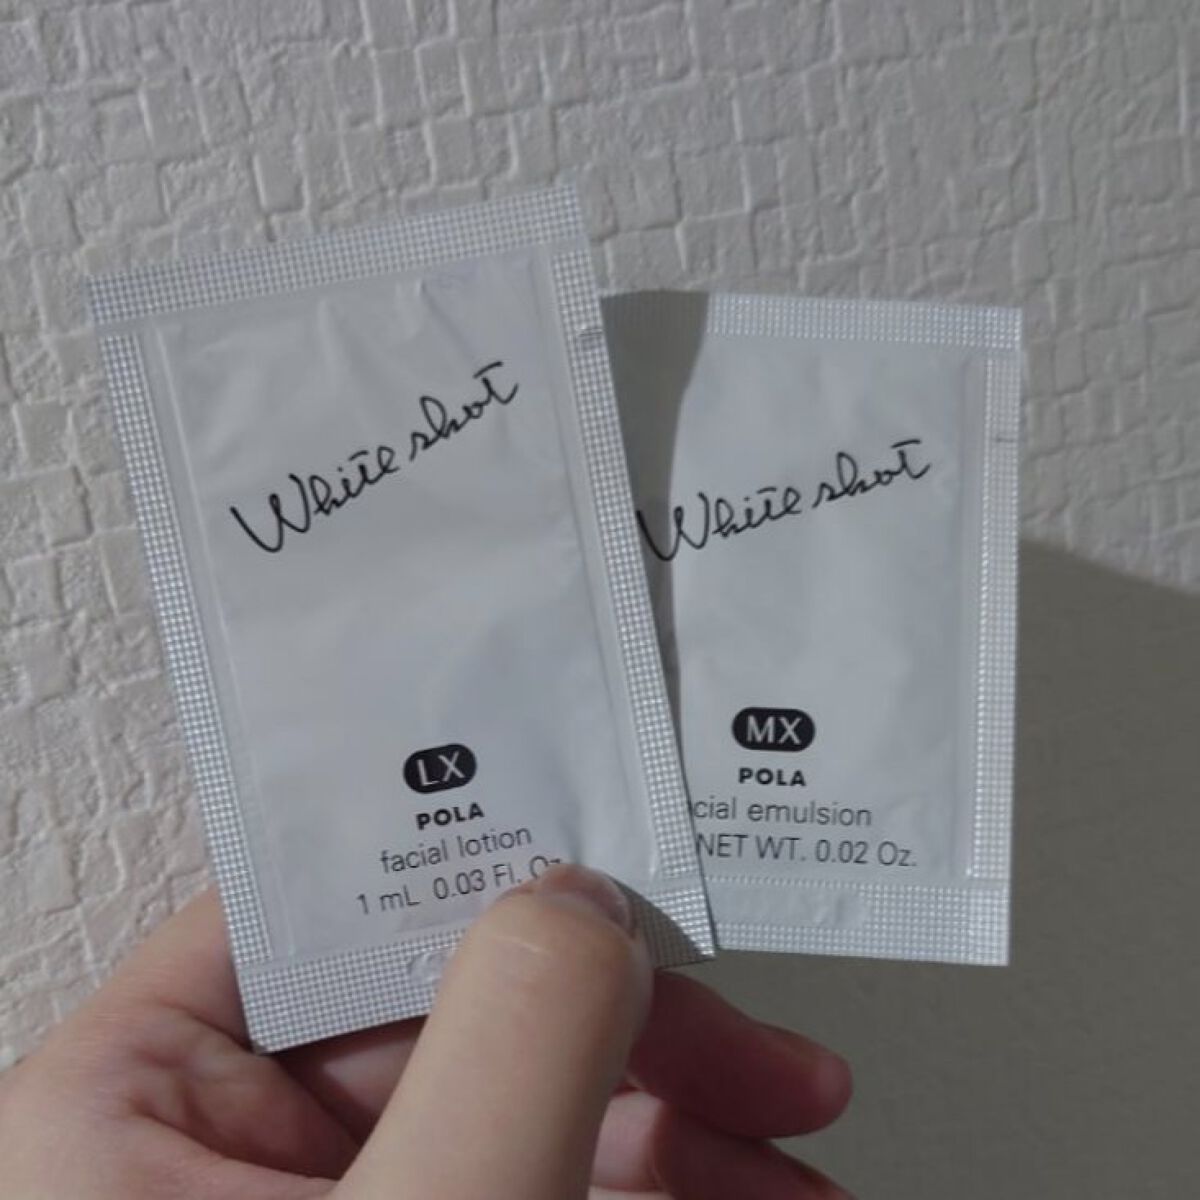 White shot
LX
POLA
facial lotion
1 mL 0.03 Fl. Oz.
White shot
MX
POLA
cial emulsion
NET WT. 0.02 Oz.